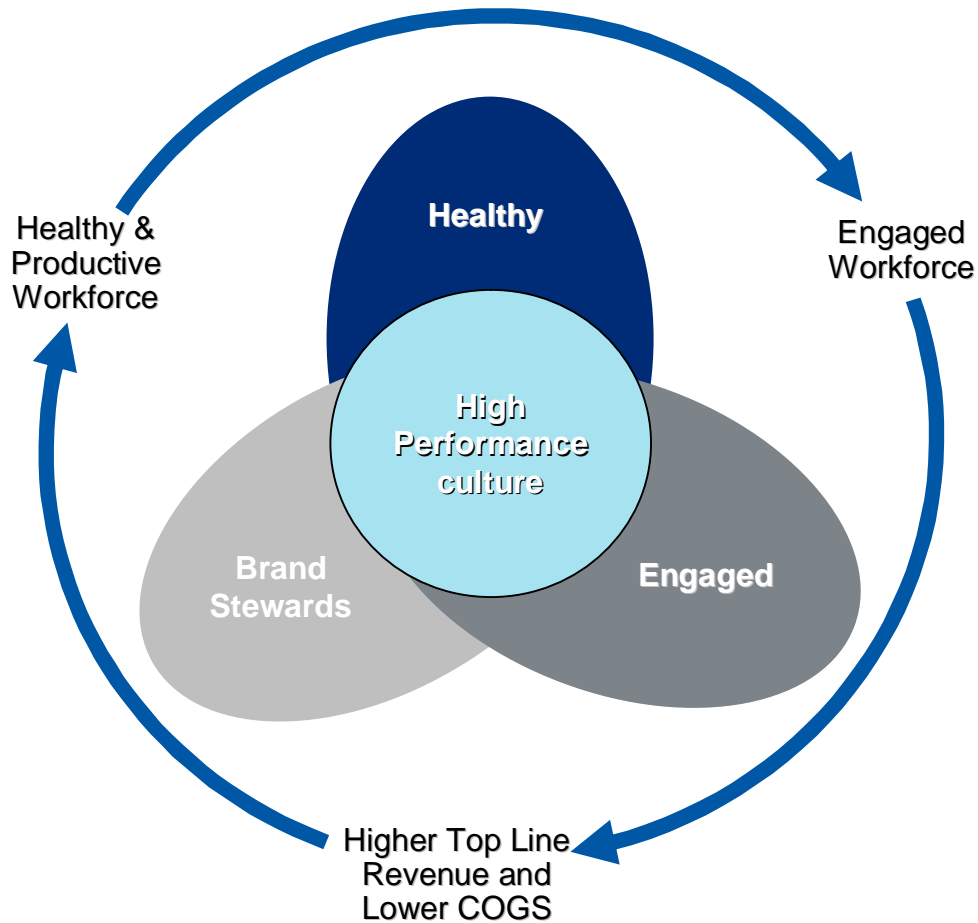 Healthy
Healthy &
Productive
Workforce
Engaged
Workforce
High
Performance
culture
Brand
Stewards
Engaged
Higher Top Line
Revenue and
Lower COGS